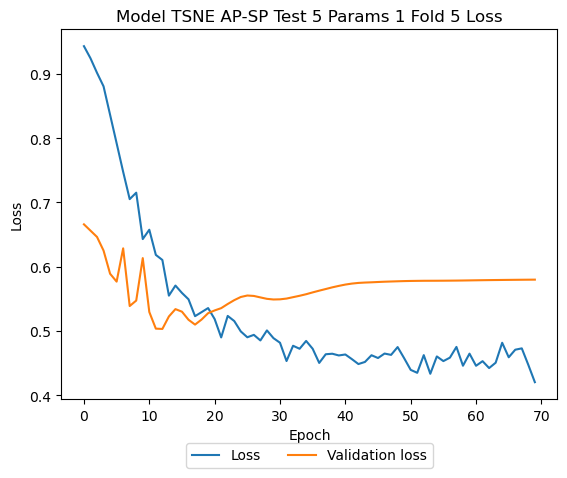 Model TSNE AP-SP Test 5 Params 1 Fold 5 Loss
Loss
0.9
0.8
0.7
0.6
0.5
0.4
0 10 20 30 40 50 60 70
Epoch
Loss Validation loss